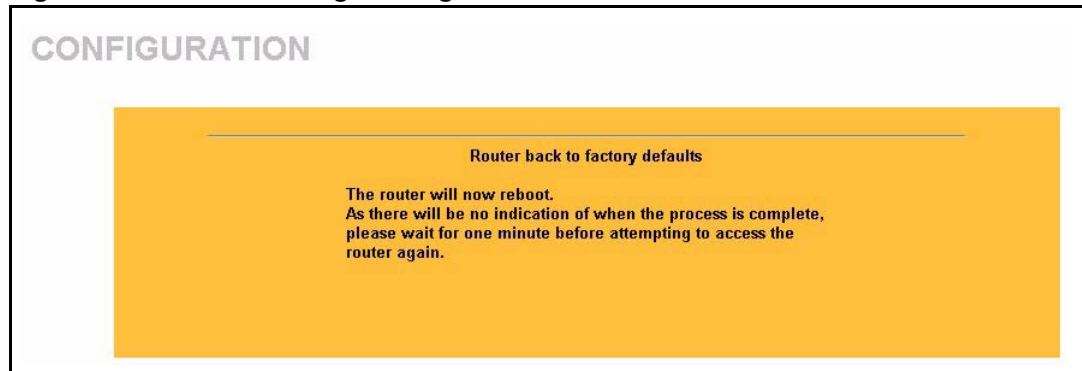 CONFIGURATION
Router back to factory defaults
The router will now reboot.
As there will be no indication of when the process is complete,
please wait for one minute before attempting to access the
router again.